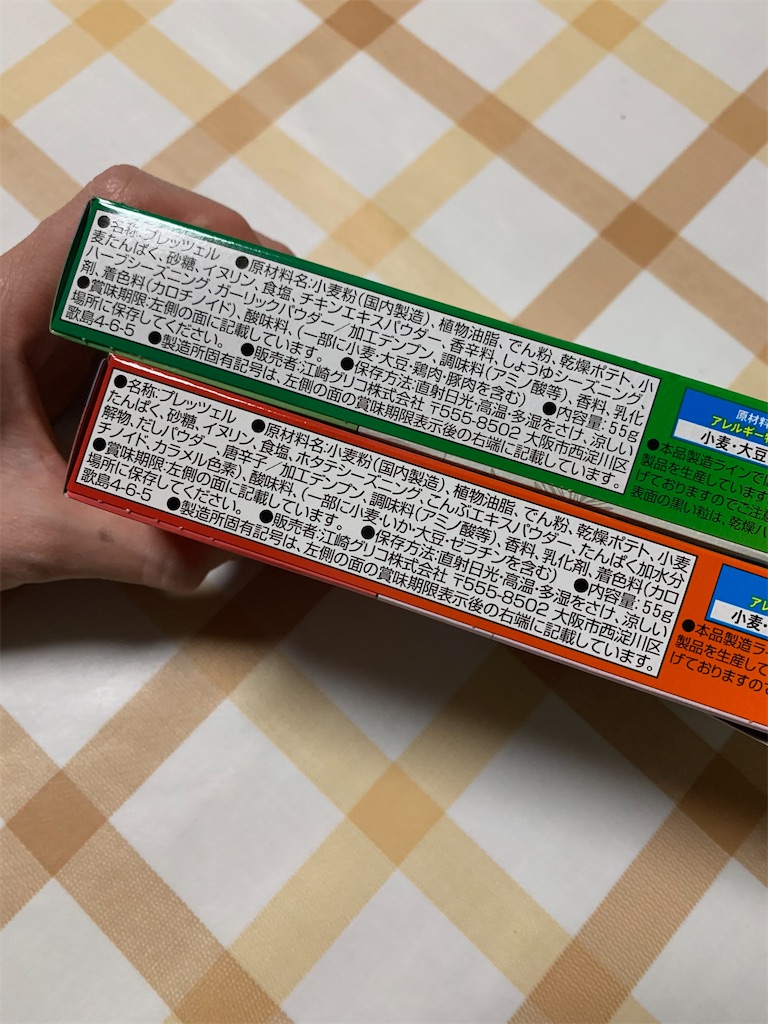 ●名称:プレッツェル ●原材料名:小麦粉(国内製造)、植物油脂、でん粉、乾燥ポテト、小
麦たんぱく、砂糖、イヌリン、食塩、チキンエキスパウダー、香辛料、しょうゆシーズニング、
ハーブシーズニング、ガーリックパウダー/加工デンプン、調味料(アミノ酸等)、香料、乳化
剤、着色料(カロチノイド)、酸味料、(一部に小麦・大豆・鶏肉・豚肉を含む) ●内容量:55g
●賞味期限:左側の面に記載しています。 ●保存方法:直射日光・高温・多湿をさけ、涼しい
場所に保存してください。 ●販売者:江崎グリコ株式会社 〒555-8502 大阪市西淀川区
歌島4-6-5 ●製造所固有記号は、左側の面の賞味期限表示後の右端に記載しています。
原材料
アレルギー物
小麦・大豆
●本品製造ラインでは
製品を生産しています
げておりますのでご注意
表面の黒い粒は、乾燥ハ
●名称:プレッツェル ●原材料名:小麦粉(国内製造)、植物油脂、でん粉、乾燥ポテト、小麦
たんぱく、砂糖、イヌリン、食塩、ホタテシーズニング、こんぶエキスパウダー、たんぱく加水分
解物、だしパウダー、唐辛子/加工デンプン、調味料(アミノ酸等)、香料、乳化剤、着色料(カロ
チノイド、カラメル色素)、酸味料、(一部に小麦・いか・大豆・ゼラチンを含む) ●内容量:55g
●賞味期限:左側の面に記載しています。 ●保存方法:直射日光・高温・多湿をさけ、涼しい
場所に保存してください。 ●販売者:江崎グリコ株式会社 〒555-8502 大阪市西淀川区
歌島4-6-5 ●製造所固有記号は、左側の面の賞味期限表示後の右端に記載しています。
アレ
小麦・
●本品製造ライ
製品を生産して
げておりますので